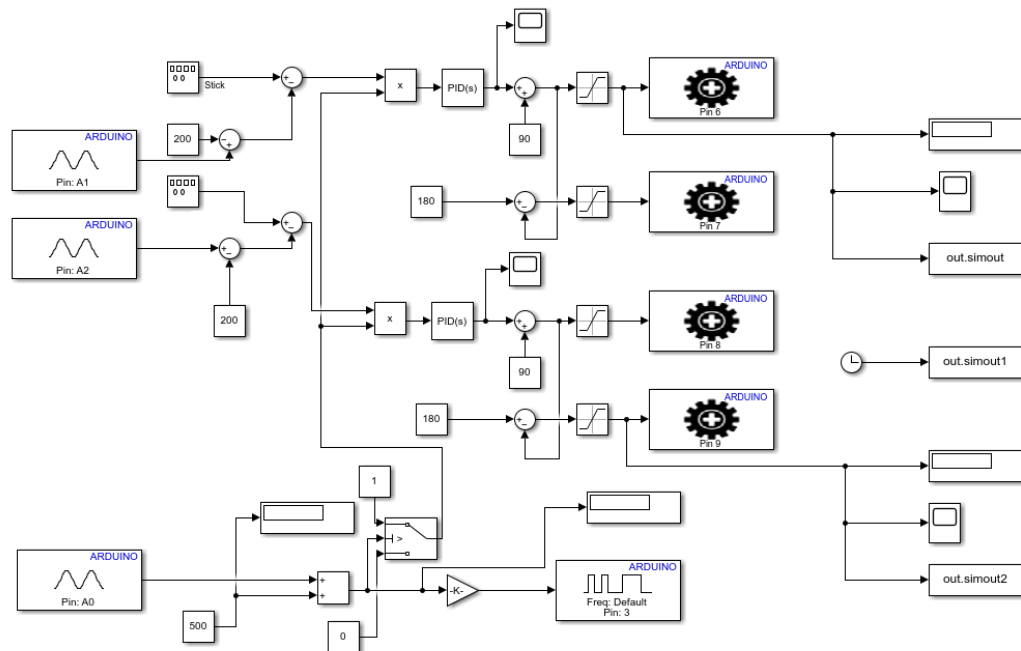 Stick
x
PID(s)
ARDUINO
Pin 6
200
90
ARDUINO
Pin: A1
180
ARDUINO
Pin 7
ARDUINO
Pin: A2
out.simout
200
x
PID(s)
ARDUINO
Pin 8
90
out.simout1
180
ARDUINO
Pin 9
1
>
ARDUINO
Pin: A0
-K-
ARDUINO
Freq: Default
Pin: 3
out.simout2
500
0